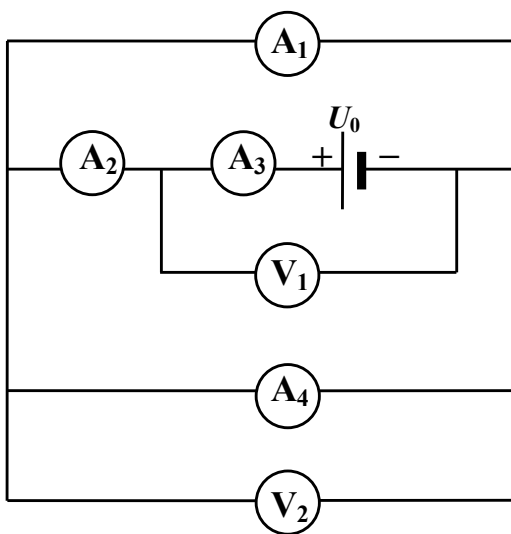 A₁
U₀
A₂ A₃ + −
V₁
A₄
V₂